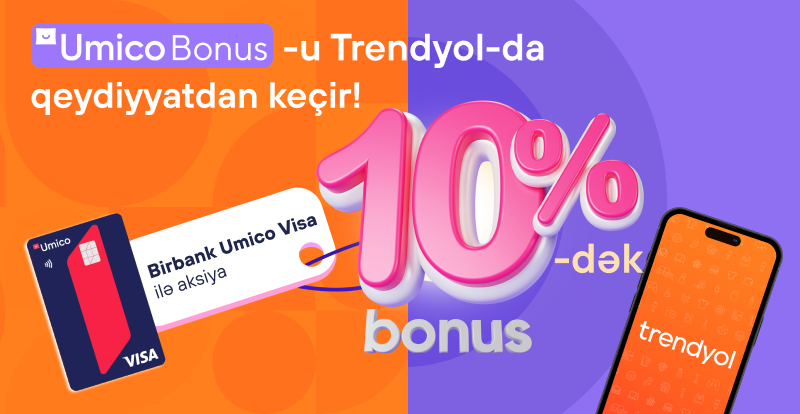 Umico Bonus -u Trendyol-da
qeydiyyatdan keçir!
10%
-dək
bonus
Birbank Umico Visa
ilə aksiya
Umico
VISA
trendyol